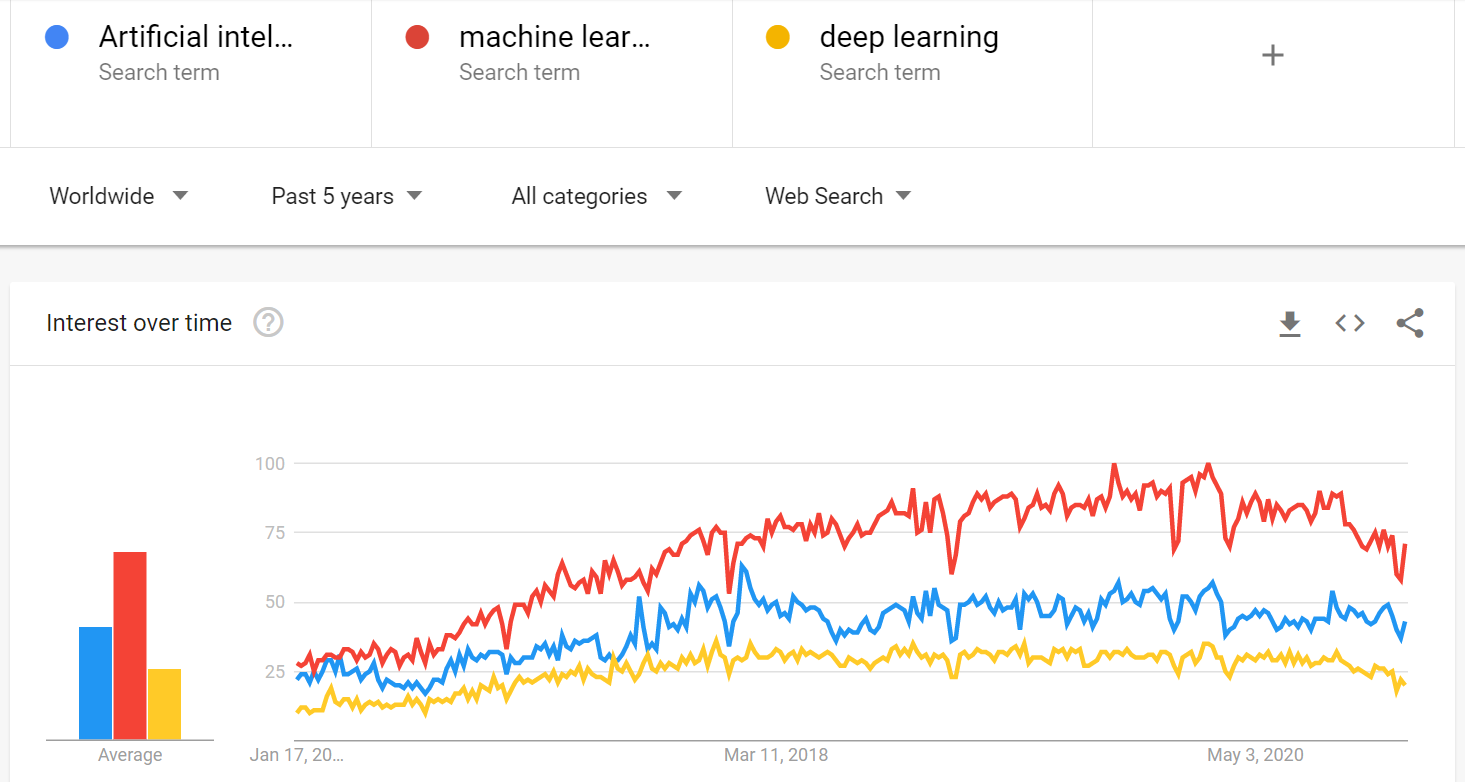 Artificial intel...
Search term
machine lear...
Search term
deep learning
Search term
+
Worldwide
Past 5 years
All categories
Web Search
Interest over time
?
100
75
50
25
Average
Jan 17, 20...
Mar 11, 2018
May 3, 2020